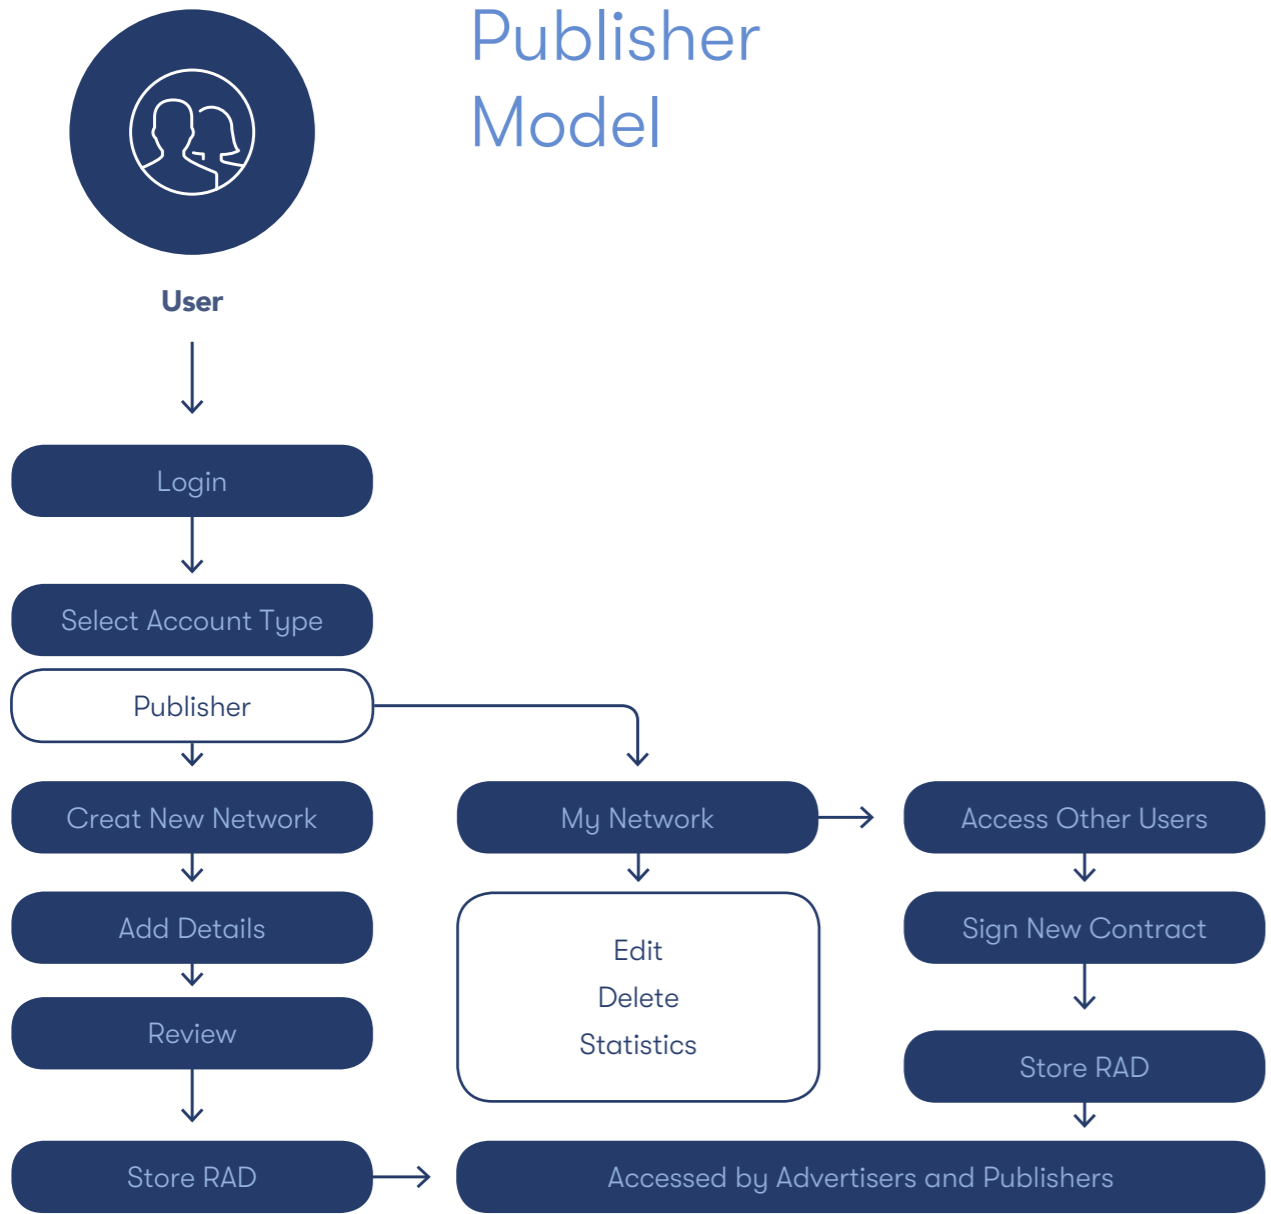 Publisher
Model
User
Login
Select Account Type
Publisher
Creat New Network
My Network
Access Other Users
Add Details
Edit
Delete
Statistics
Sign New Contract
Review
Store RAD
Store RAD
Accessed by Advertisers and Publishers